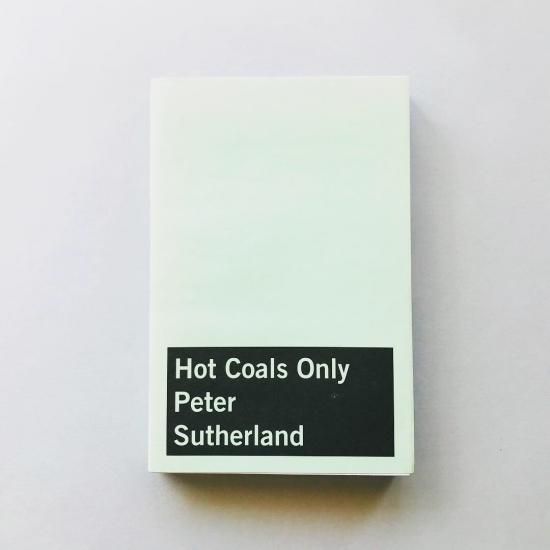 Hot Coals Only
Peter
Sutherland